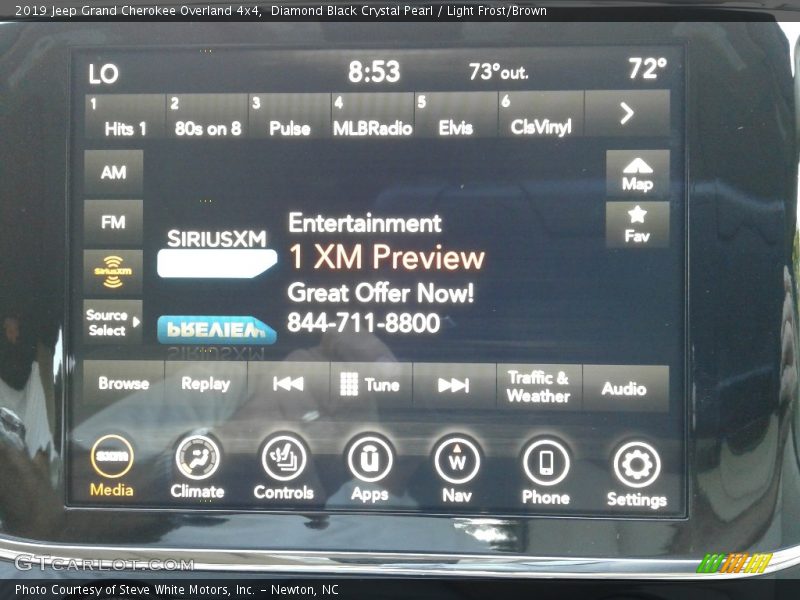 2019 Jeep Grand Cherokee Overland 4x4,  Diamond Black Crystal Pearl / Light Frost/Brown
LO 8:53 73°out. 72°
1 Hits 1
2 80s on 8
3 Pulse
4 MLBRadio
5 Elvis
6 ClsVinyl
AM
FM
SiriusXM
Source Select
Map
Fav
SIRIUSXM
PREVIEW
SIRIUSXM
Entertainment
1 XM Preview
Great Offer Now!
844-711-8800
Browse
Replay
Tune
Traffic &
Weather
Audio
sxm
Media
Climate
Controls
Apps
W
Nav
Phone
Settings
GTCARLOT.COM
Photo Courtesy of Steve White Motors, Inc. - Newton, NC